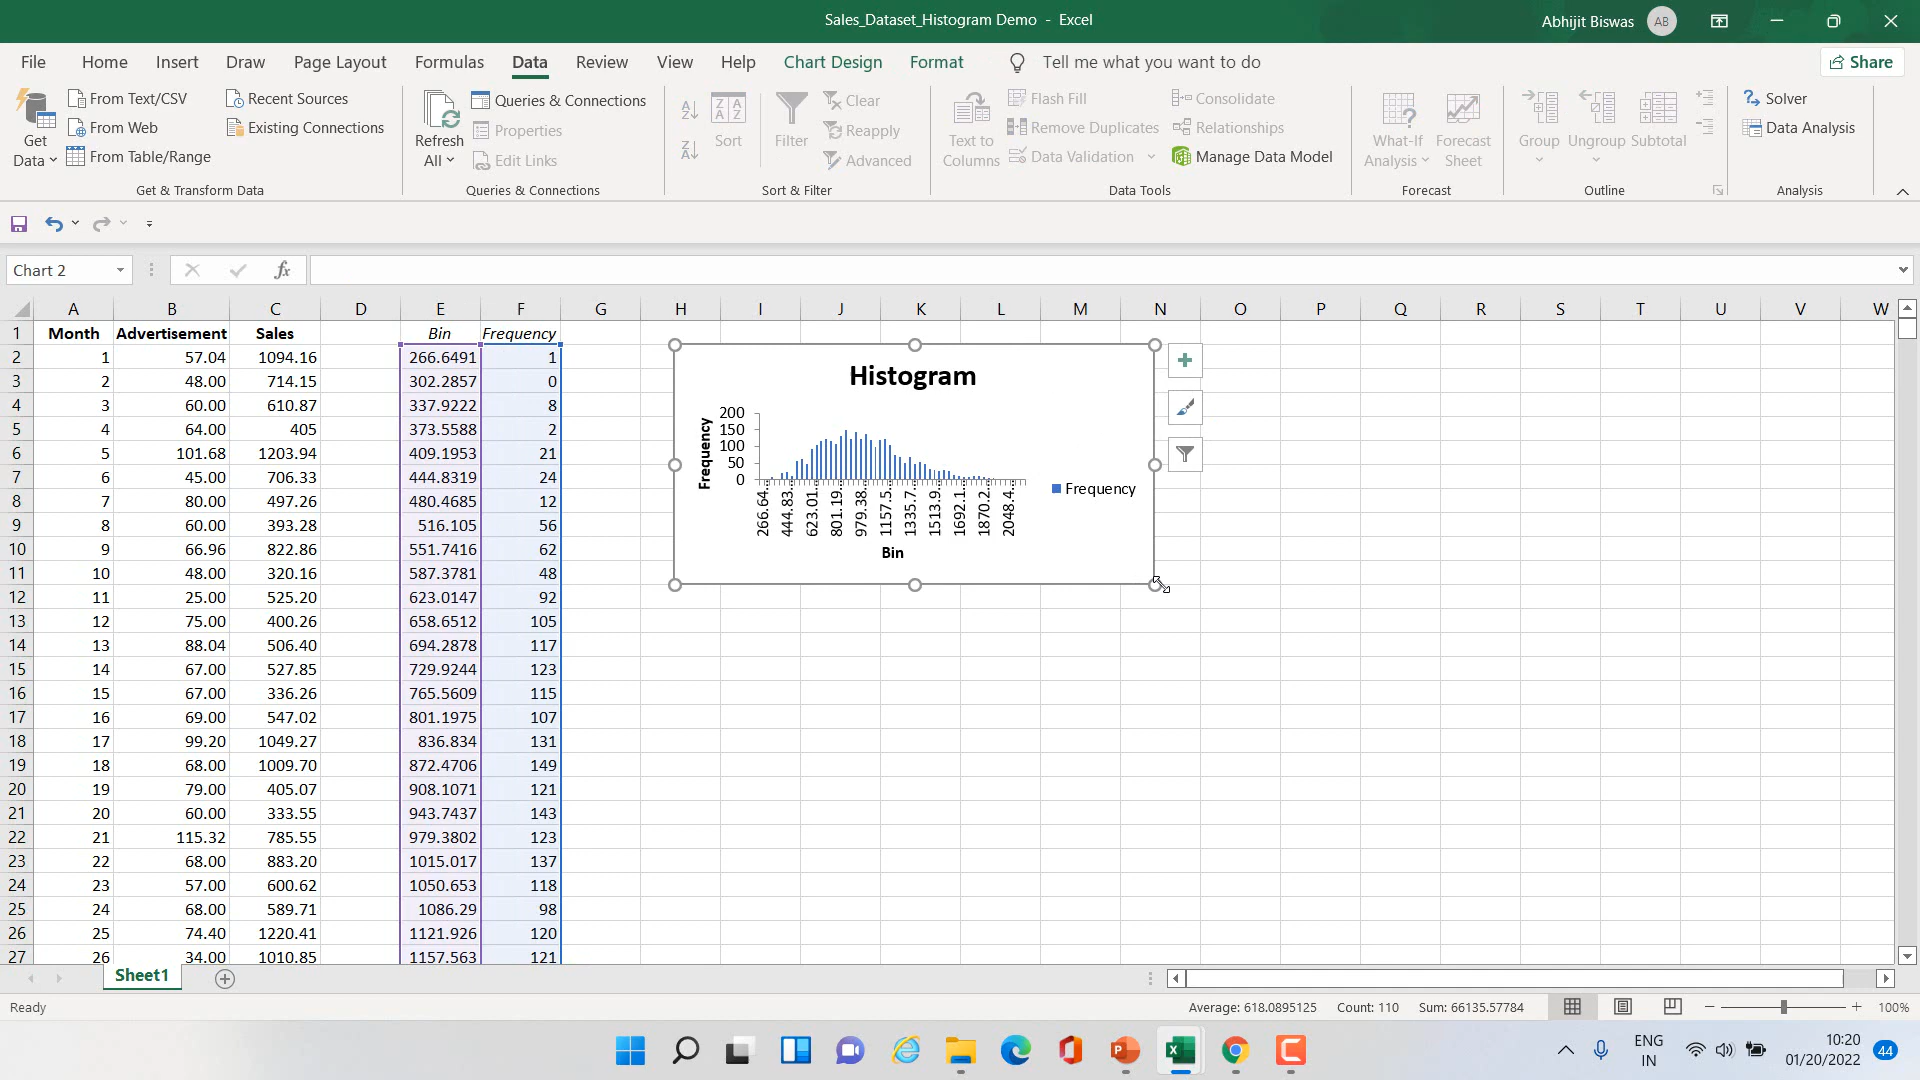 Sales_Dataset_Histogram Demo - Excel
Abhijit Biswas AB
File Home Insert Draw Page Layout Formulas Data Review View Help Chart Design Format Tell me what you want to do Share
Get Data
From Text/CSV
From Web
From Table/Range
Recent Sources
Existing Connections
Get & Transform Data
Refresh All
Queries & Connections
Properties
Edit Links
Queries & Connections
Sort
Filter
Clear
Reapply
Advanced
Sort & Filter
Text to Columns
Flash Fill
Remove Duplicates
Data Validation
Consolidate
Relationships
Manage Data Model
Data Tools
What-If Analysis
Forecast Sheet
Forecast
Group
Ungroup
Subtotal
Outline
Solver
Data Analysis
Analysis
Chart 2
fx
A B C D E F G H I J K L M N O P Q R S T U V W
1 Month Advertisement Sales Bin Frequency
2 1 57.04 1094.16 266.6491 1
3 2 48.00 714.15 302.2857 0
4 3 60.00 610.87 337.9222 8
5 4 64.00 405 373.5588 2
6 5 101.68 1203.94 409.1953 21
7 6 45.00 706.33 444.8319 24
8 7 80.00 497.26 480.4685 12
9 8 60.00 393.28 516.105 56
10 9 66.96 822.86 551.7416 62
11 10 48.00 320.16 587.3781 48
12 11 25.00 525.20 623.0147 92
13 12 75.00 400.26 658.6512 105
14 13 88.04 506.40 694.2878 117
15 14 67.00 527.85 729.9244 123
16 15 67.00 336.26 765.5609 115
17 16 69.00 547.02 801.1975 107
18 17 99.20 1049.27 836.834 131
19 18 68.00 1009.70 872.4706 149
20 19 79.00 405.07 908.1071 121
21 20 60.00 333.55 943.7437 143
22 21 115.32 785.55 979.3802 123
23 22 68.00 883.20 1015.017 137
24 23 57.00 600.62 1050.653 118
25 24 68.00 589.71 1086.29 98
26 25 74.40 1220.41 1121.926 120
27 26 34.00 1010.85 1157.563 121
Histogram
Frequency
200
150
100
50
0
266.64... 444.83... 623.01... 801.19... 979.38... 1157.5... 1335.7... 1513.9... 1692.1... 1870.2... 2048.4...
Bin
Frequency
Sheet1
Ready
Average: 618.0895125 Count: 110 Sum: 66135.57784
100%
ENG
IN
10:20
01/20/2022
44